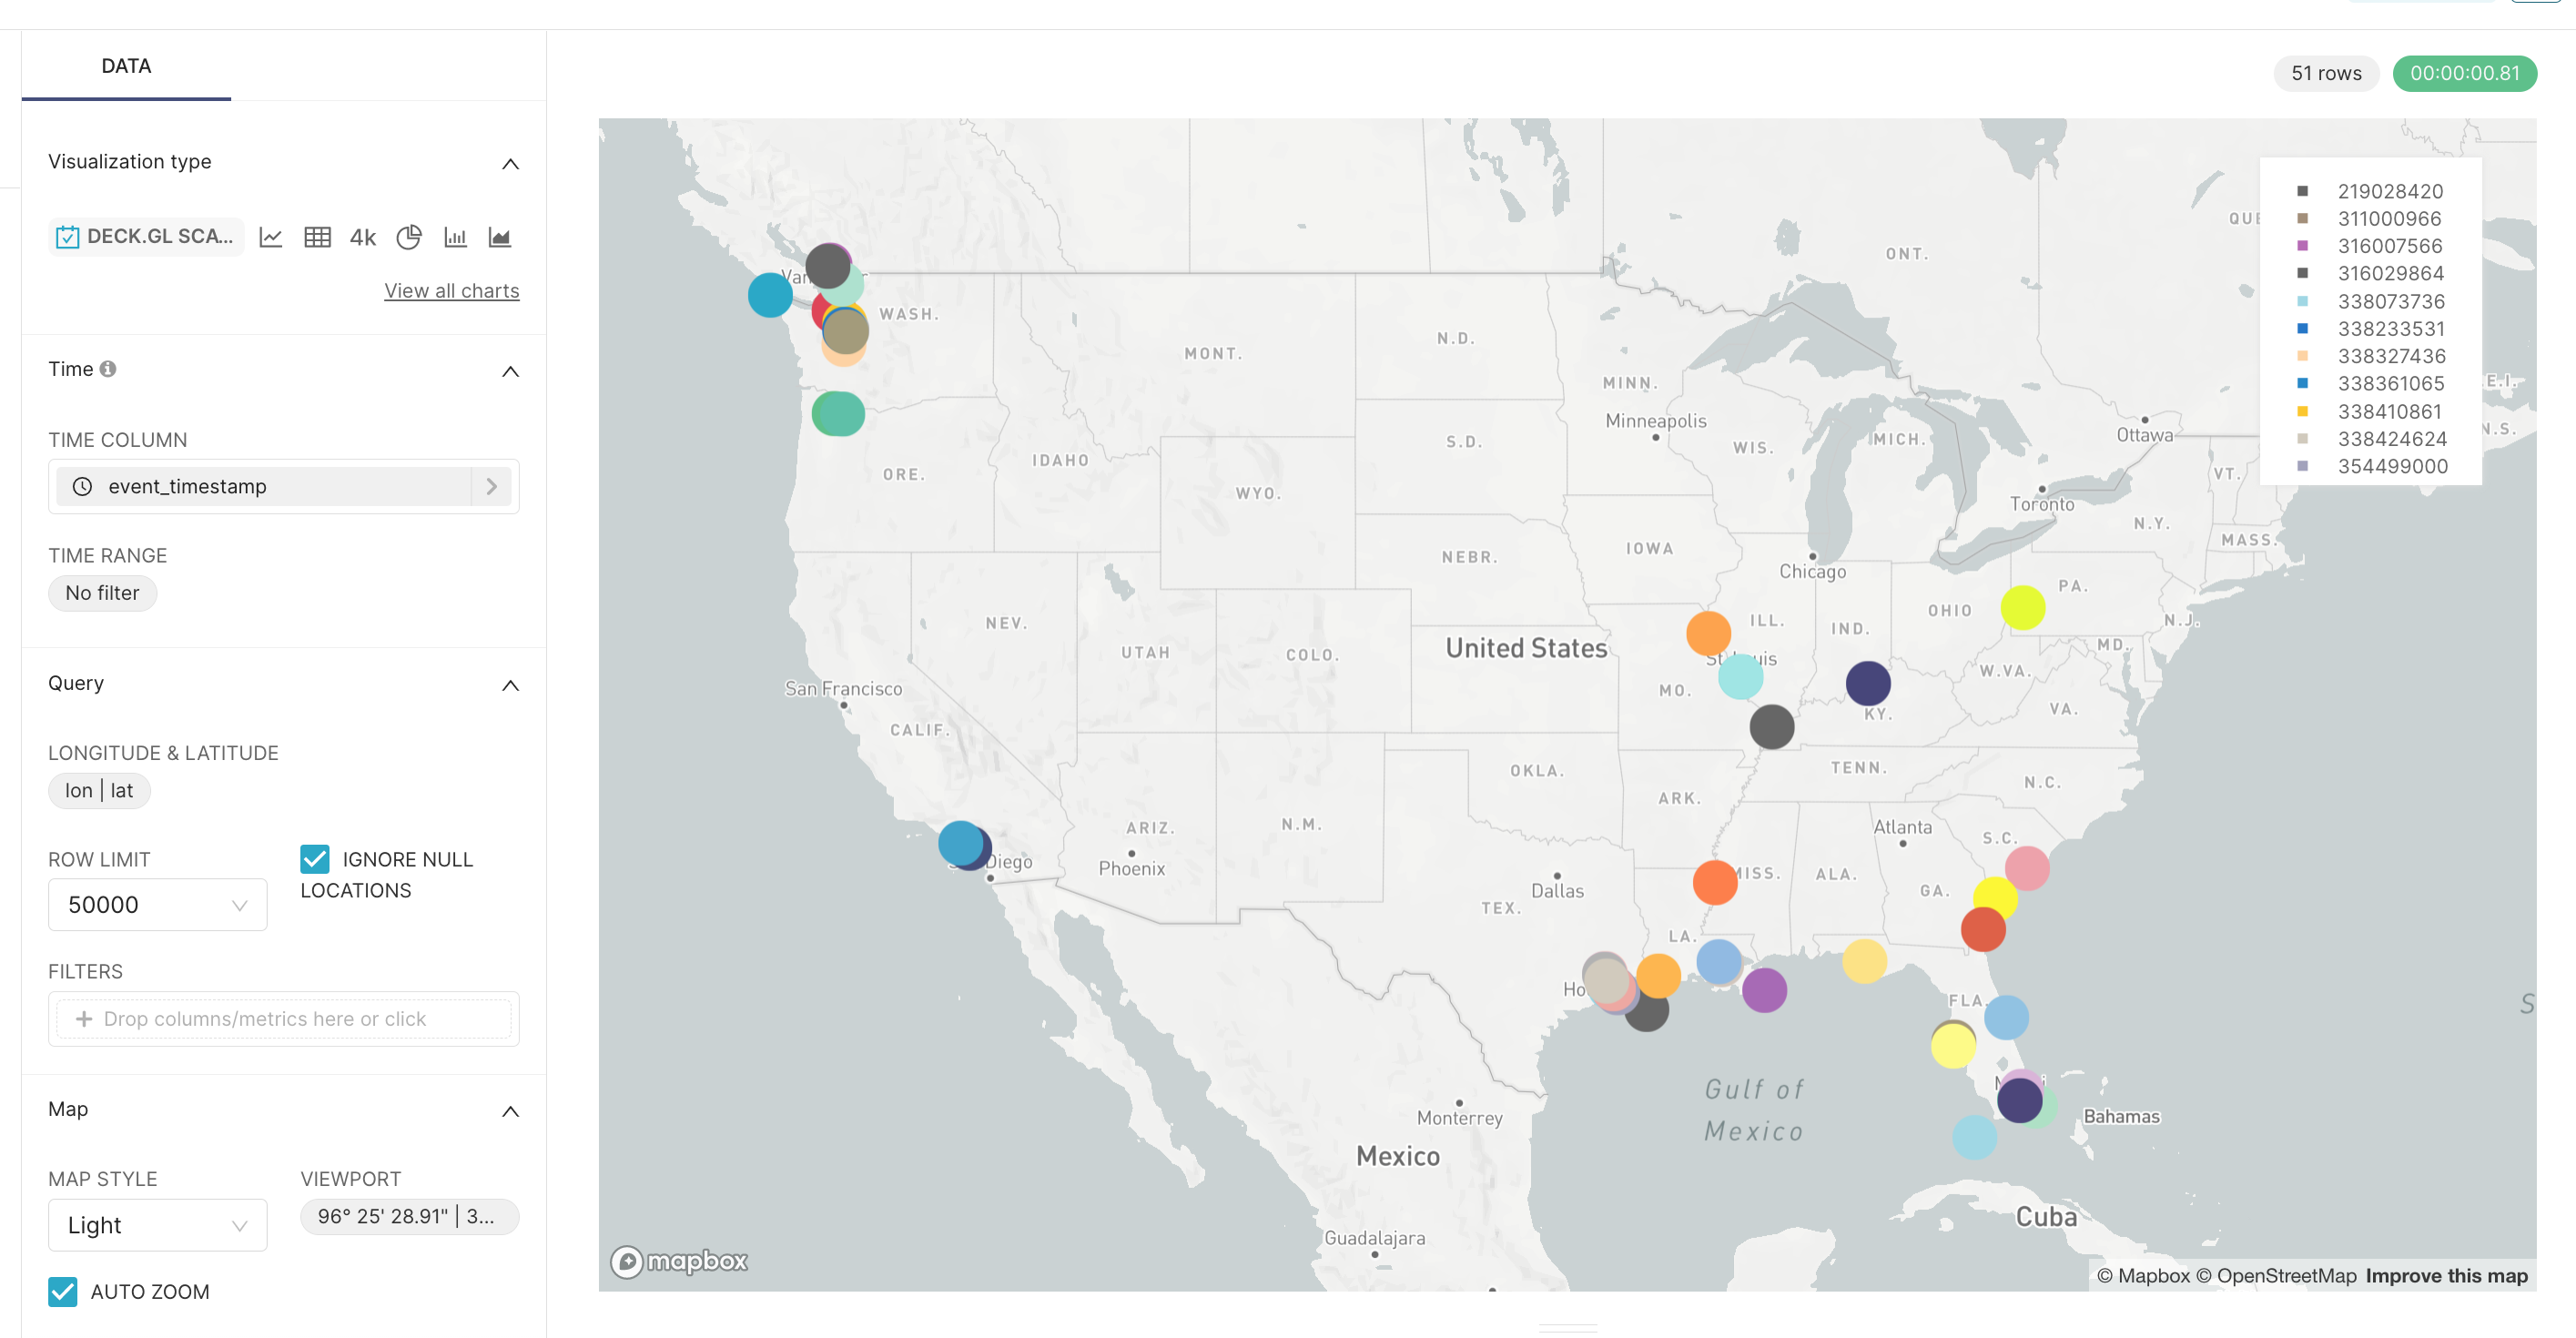 DATA
51 rows
00:00:00.81
Visualization type
DECK.GL SCA...
4k
View all charts
Time
TIME COLUMN
event_timestamp
TIME RANGE
No filter
Query
LONGITUDE & LATITUDE
lon | lat
ROW LIMIT
50000
IGNORE NULL
LOCATIONS
FILTERS
Drop columns/metrics here or click
Map
MAP STYLE
Light
VIEWPORT
96° 25' 28.91" | 3...
AUTO ZOOM
219028420
311000966
316007566
316029864
338073736
338233531
338327436
338361065
338410861
338424624
354499000
QUE
ONT.
WASH.
MONT.
N.D.
MINN.
Minneapolis
WIS.
MICH.
Ottawa
.E.I.
N.S.
VT.
S.D.
IDAHO
ORE.
WYO.
Toronto
N.Y.
MASS.
IOWA
NEBR.
Chicago
PA.
OHIO
N.J.
ILL.
IND.
NEV.
UTAH
COLO.
United States
MD.
W.VA.
San Francisco
MO.
KY.
VA.
CALIF.
OKLA.
TENN.
N.C.
ARK.
ARIZ.
N.M.
Atlanta
S.C.
Diego
Phoenix
Dallas
MISS.
ALA.
GA.
TEX.
LA.
Ho
FLA.
S
Gulf of
Mexico
Monterrey
Bahamas
Mexico
Cuba
Guadalajara
mapbox
© Mapbox © OpenStreetMap Improve this map